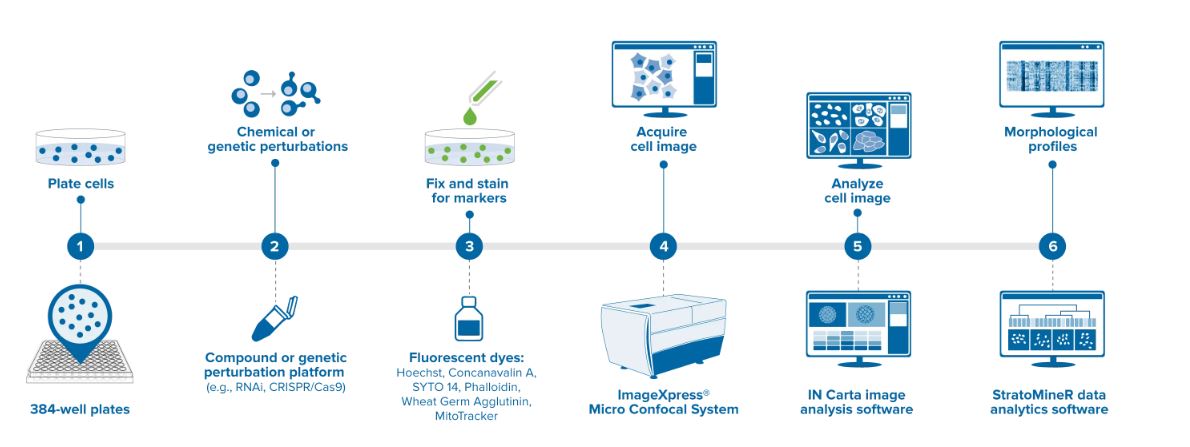 Plate cells
1
384-well plates
Chemical or
genetic perturbations
2
Compound or genetic
perturbation platform
(e.g., RNAi, CRISPR/Cas9)
Fix and stain
for markers
3
Fluorescent dyes:
Hoechst, Concanavalin A,
SYTO 14, Phalloidin,
Wheat Germ Agglutinin,
MitoTracker
Acquire
cell image
4
ImageXpress®
Micro Confocal System
Analyze
cell image
5
IN Carta image
analysis software
Morphological
profiles
6
StratoMineR data
analytics software